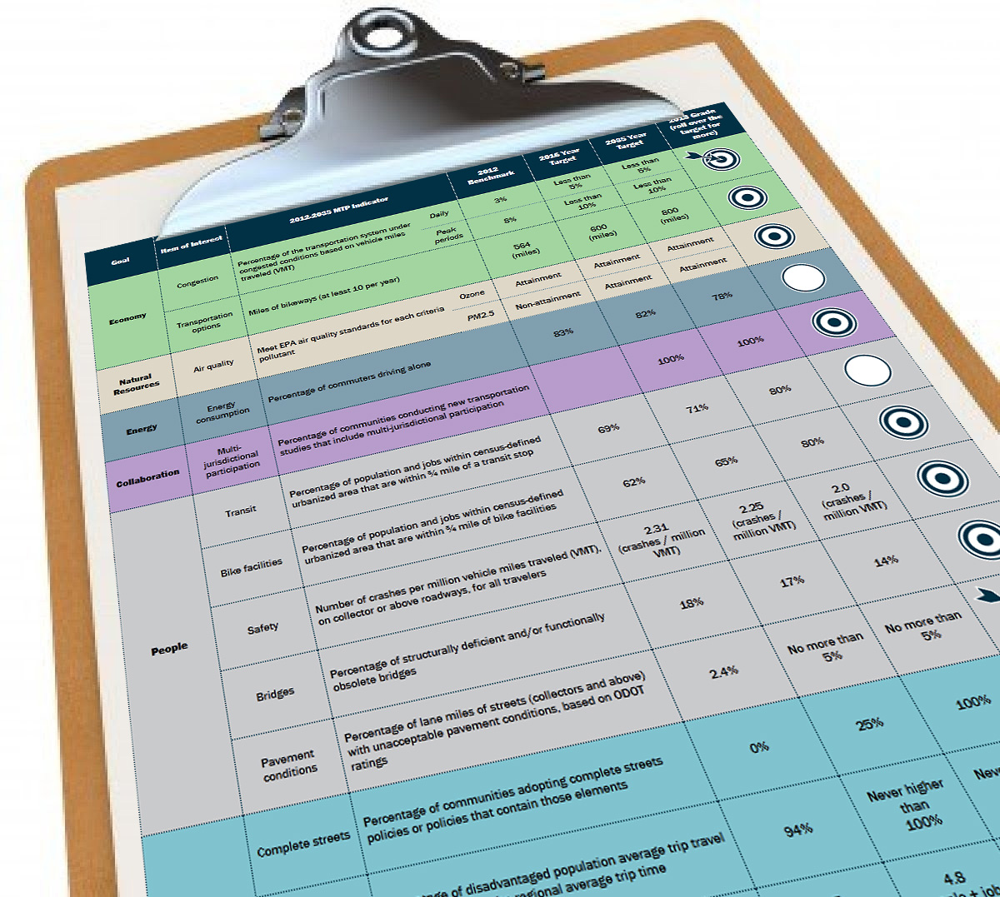 Goal
Item of Interest
2012-2035 MTP Indicator
2012
Benchmark
2016 Year
Target
2035 Year
Target
Grade
(roll over the
target for
more)
Economy
Congestion
Percentage of the transportation system under
congested conditions based on vehicle miles
traveled (VMT)
Daily
3%
Less than
5%
Less than
5%
Peak
periods
8%
Less than
10%
Less than
10%
Transportation
options
Miles of bikeways (at least 10 per year)
564
(miles)
600
(miles)
800
(miles)
Natural
Resources
Air quality
Meet EPA air quality standards for each criteria
pollutant
Ozone
Attainment
Attainment
Attainment
PM2.5
Non-attainment
Attainment
Attainment
Energy
Energy
consumption
Percentage of commuters driving alone
83%
82%
78%
Collaboration
Multi-
jurisdictional
participation
Percentage of communities conducting new transportation
studies that include multi-jurisdictional participation
100%
100%
People
Transit
Percentage of population and jobs within census-defined
urbanized area that are within ¾ mile of a transit stop
69%
71%
80%
Bike facilities
Percentage of population and jobs within census-defined
urbanized area that are within ¾ mile of bike facilities
62%
65%
80%
Safety
Number of crashes per million vehicle miles traveled (VMT),
on collector or above roadways, for all travelers
2.31
(crashes / million
VMT)
2.25
(crashes /
million VMT)
2.0
(crashes /
million VMT)
Bridges
Percentage of structurally deficient and/or functionally
obsolete bridges
18%
17%
14%
Pavement
conditions
Percentage of lane miles of streets (collectors and above)
with unacceptable pavement conditions, based on ODOT
ratings
2.4%
No more than
5%
No more than
5%
Complete streets
Percentage of communities adopting complete streets
policies or policies that contain those elements
0%
25%
100%
of disadvantaged population average trip travel
regional average trip time
94%
Never higher
than
100%
4.8